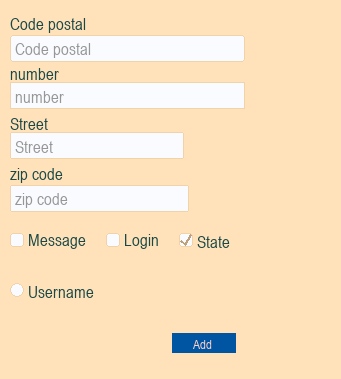 Code postal
Code postal
number
number
Street
Street
zip code
zip code
Message Login State
Username
Add